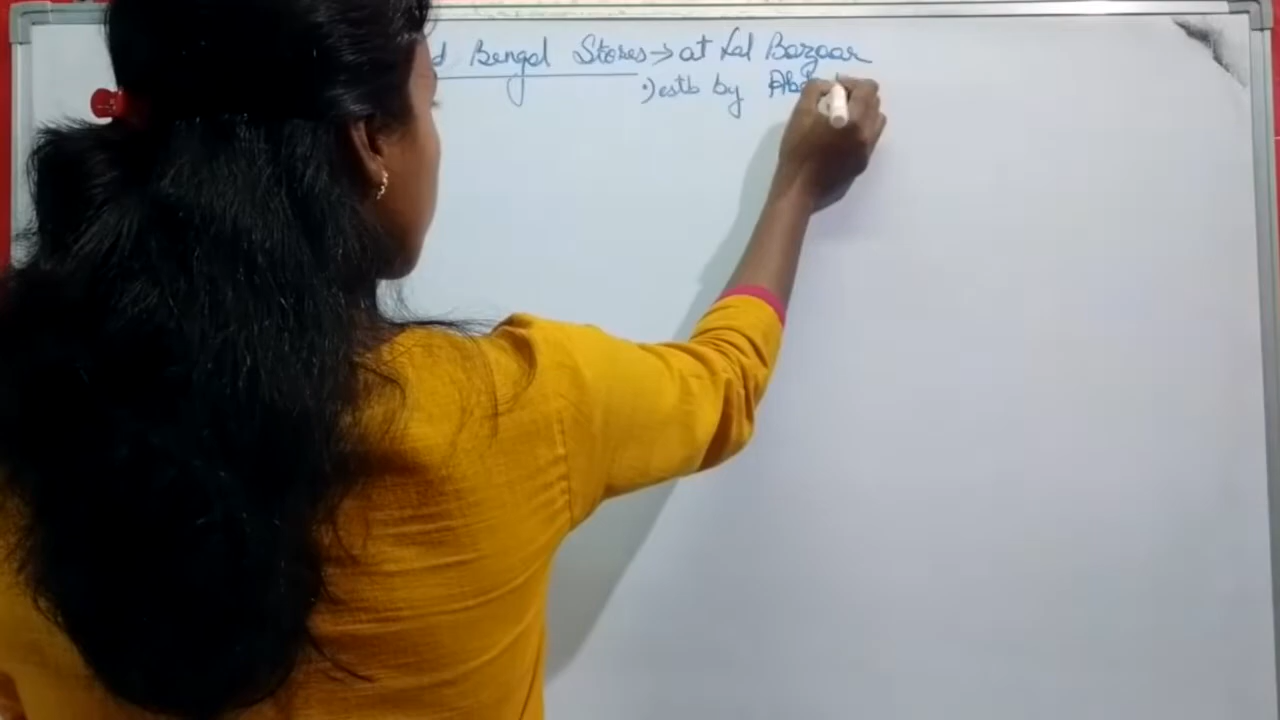 d Bengal Stores → at Lal Bazaar
·) estb by Ab